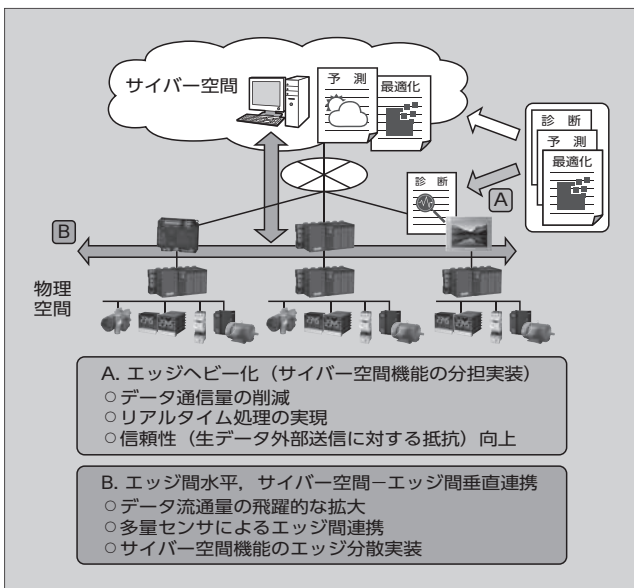 サイバー空間
予 測
最適化
診 断
予 測
最適化
診 断
A
B
物理
空間
A. エッジヘビー化（サイバー空間機能の分担実装）
○データ通信量の削減
○リアルタイム処理の実現
○信頼性（生データ外部送信に対する抵抗）向上
B. エッジ間水平，サイバー空間－エッジ間垂直連携
○データ流通量の飛躍的な拡大
○多量センサによるエッジ間連携
○サイバー空間機能のエッジ分散実装